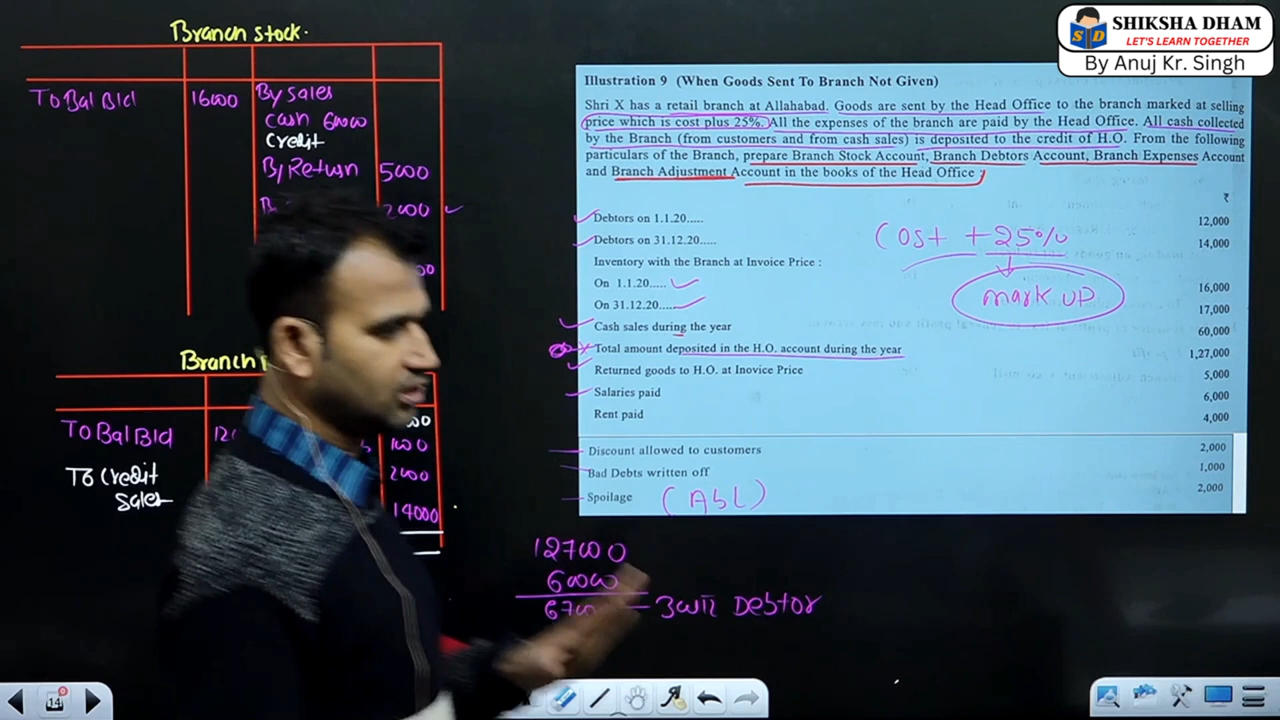 Branch stock.
To Bal B|d 16000 By sales
cash 60000
credit
By Return 5000
2000
Branch
To Bal B|d
1000
To Credit 2000
Sales
14000
SHIKSHA DHAM
LET'S LEARN TOGETHER
By Anuj Kr. Singh
SD
Illustration 9 (When Goods Sent To Branch Not Given)
Shri X has a retail branch at Allahabad. Goods are sent by the Head Office to the branch marked at selling
price which is cost plus 25%. All the expenses of the branch are paid by the Head Office. All cash collected
by the Branch (from customers and from cash sales) is deposited to the credit of H.O. From the following
particulars of the Branch, prepare Branch Stock Account, Branch Debtors Account, Branch Expenses Account
and Branch Adjustment Account in the books of the Head Office
₹
Debtors on 1.1.20..... 12,000
Debtors on 31.12.20..... 14,000
Inventory with the Branch at Invoice Price :
On 1.1.20..... 16,000
On 31.12.20..... 17,000
Cash sales during the year 60,000
Total amount deposited in the H.O. account during the year 1,27,000
Returned goods to H.O. at Inovice Price 5,000
Salaries paid 6,000
Rent paid 4,000
Discount allowed to customers 2,000
Bad Debts written off 1,000
Spoilage (AbL) 2,000
Cost + 25%
mark up
127000
60000
Debtor
14